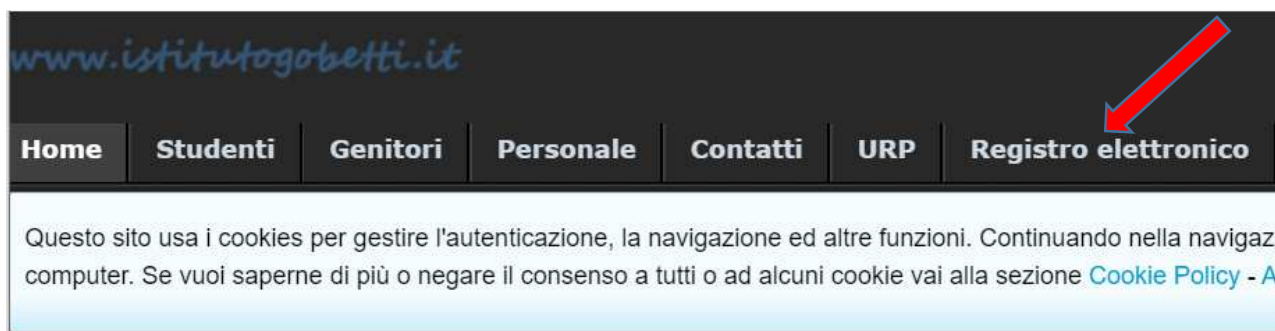 www.istitutogobetti.it
Home Studenti Genitori Personale Contatti URP Registro elettronico
Questo sito usa i cookies per gestire l'autenticazione, la navigazione ed altre funzioni. Continuando nella navigaz
computer. Se vuoi saperne di più o negare il consenso a tutti o ad alcuni cookie vai alla sezione Cookie Policy - A